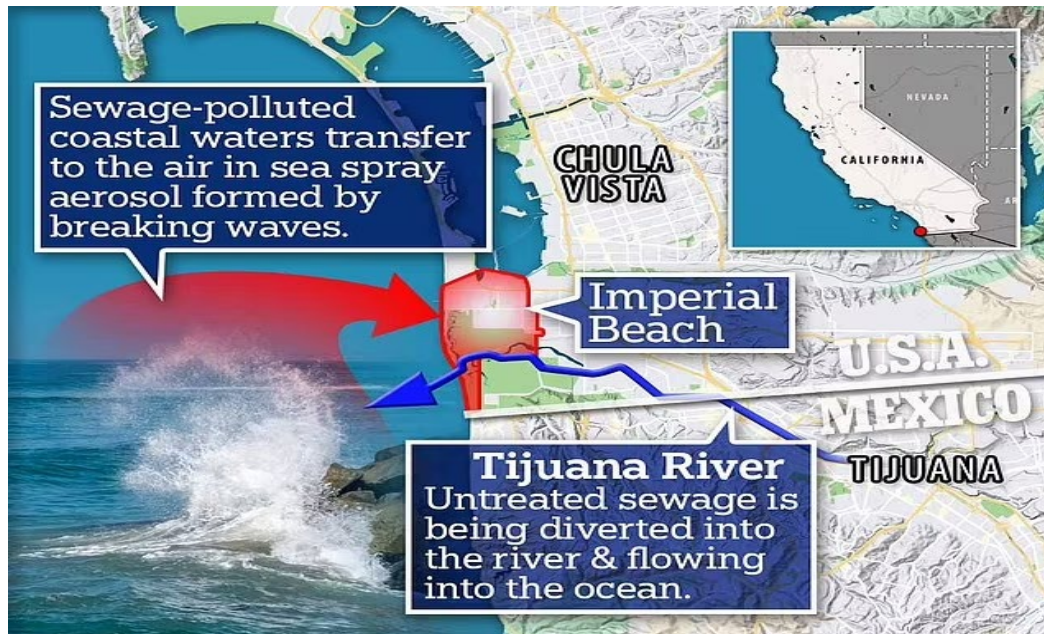 Sewage-polluted
coastal waters transfer
to the air in sea spray
aerosol formed by
breaking waves.
CHULA
VISTA
NEVADA
CALIFORNIA
AR
Imperial
Beach
U.S.A.
MEXICO
TIJUANA
Tijuana River
Untreated sewage is
being diverted into
the river & flowing
into the ocean.